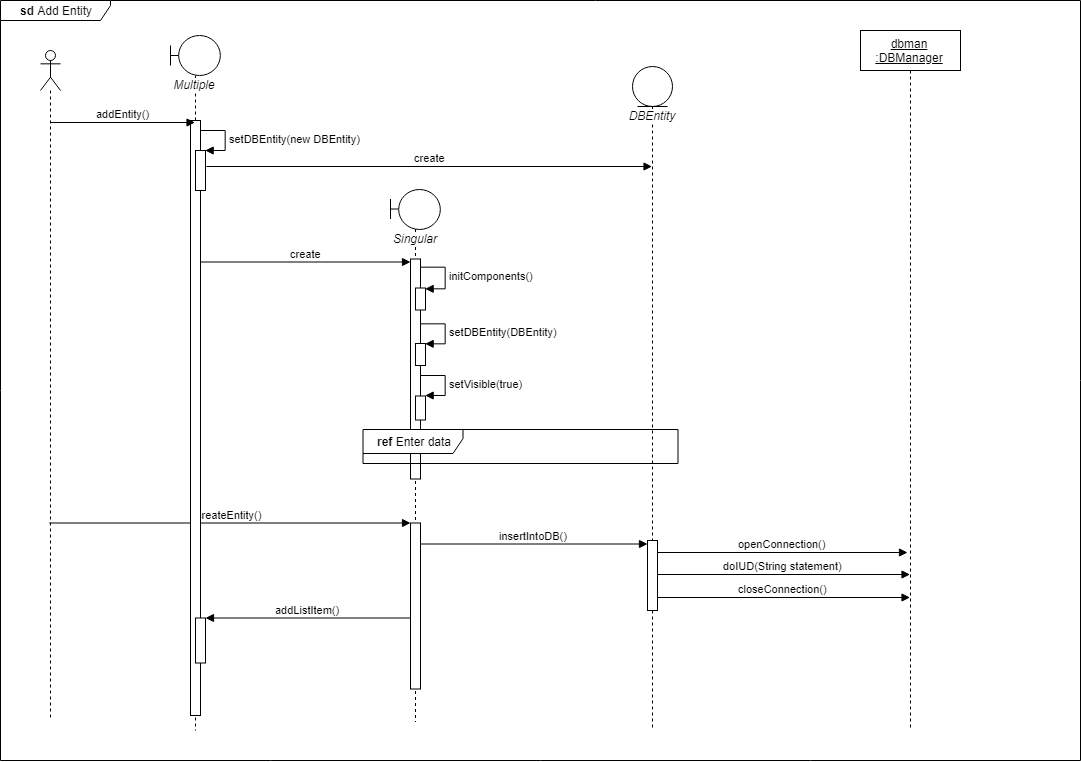 sd Add Entity
dbman
:DBManager
Multiple
DBEntity
addEntity()
setDBEntity(new DBEntity)
create
Singular
create
initComponents()
setDBEntity(DBEntity)
setVisible(true)
ref Enter data
reateEntity()
insertIntoDB()
openConnection()
doIUD(String statement)
closeConnection()
addListItem()